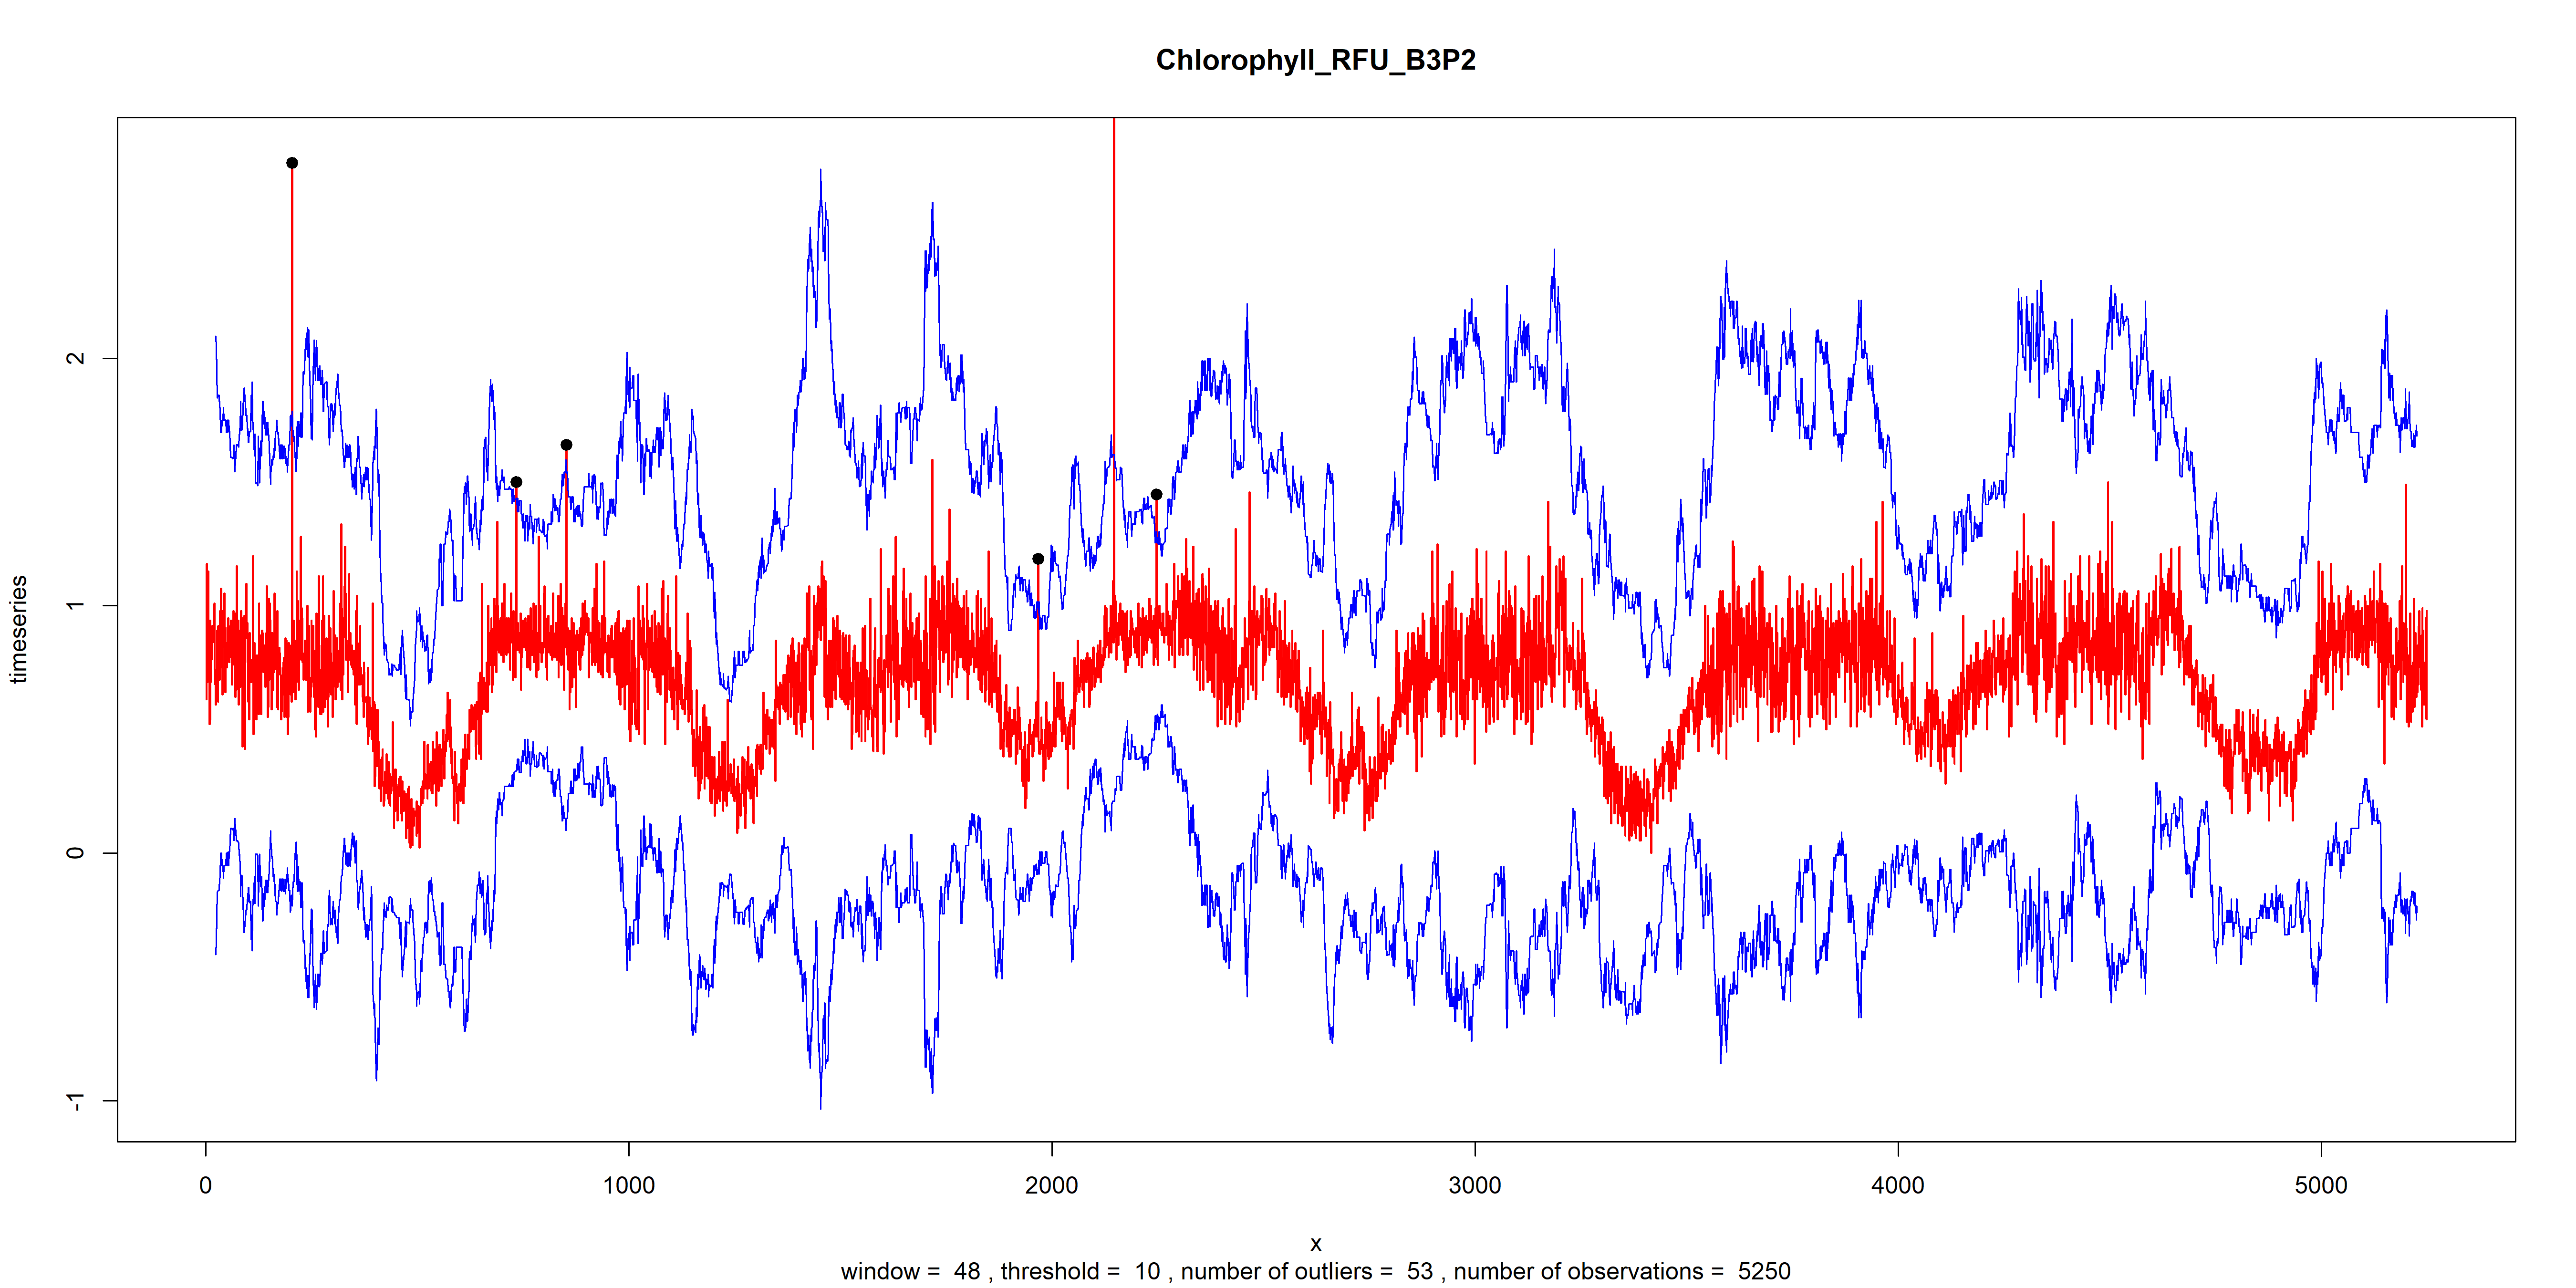 Chlorophyll_RFU_B3P2
timeseries
2
1
0
-1
0 1000 2000 3000 4000 5000
x
window = 48 , threshold = 10 , number of outliers = 53 , number of observations = 5250